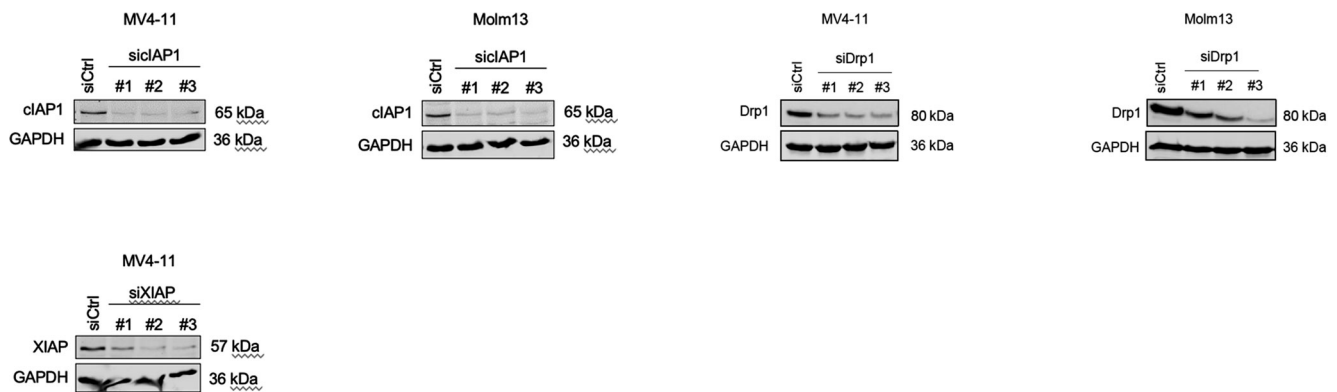 MV4-11
siCtrl
sicIAP1
#1 #2 #3
cIAP1 65 kDa
GAPDH 36 kDa
Molm13
siCtrl
sicIAP1
#1 #2 #3
cIAP1 65 kDa
GAPDH 36 kDa
MV4-11
siCtrl
siDrp1
#1 #2 #3
Drp1 80 kDa
GAPDH 36 kDa
Molm13
siCtrl
siDrp1
#1 #2 #3
Drp1 80 kDa
GAPDH 36 kDa
MV4-11
siCtrl
siXIAP
#1 #2 #3
XIAP 57 kDa
GAPDH 36 kDa